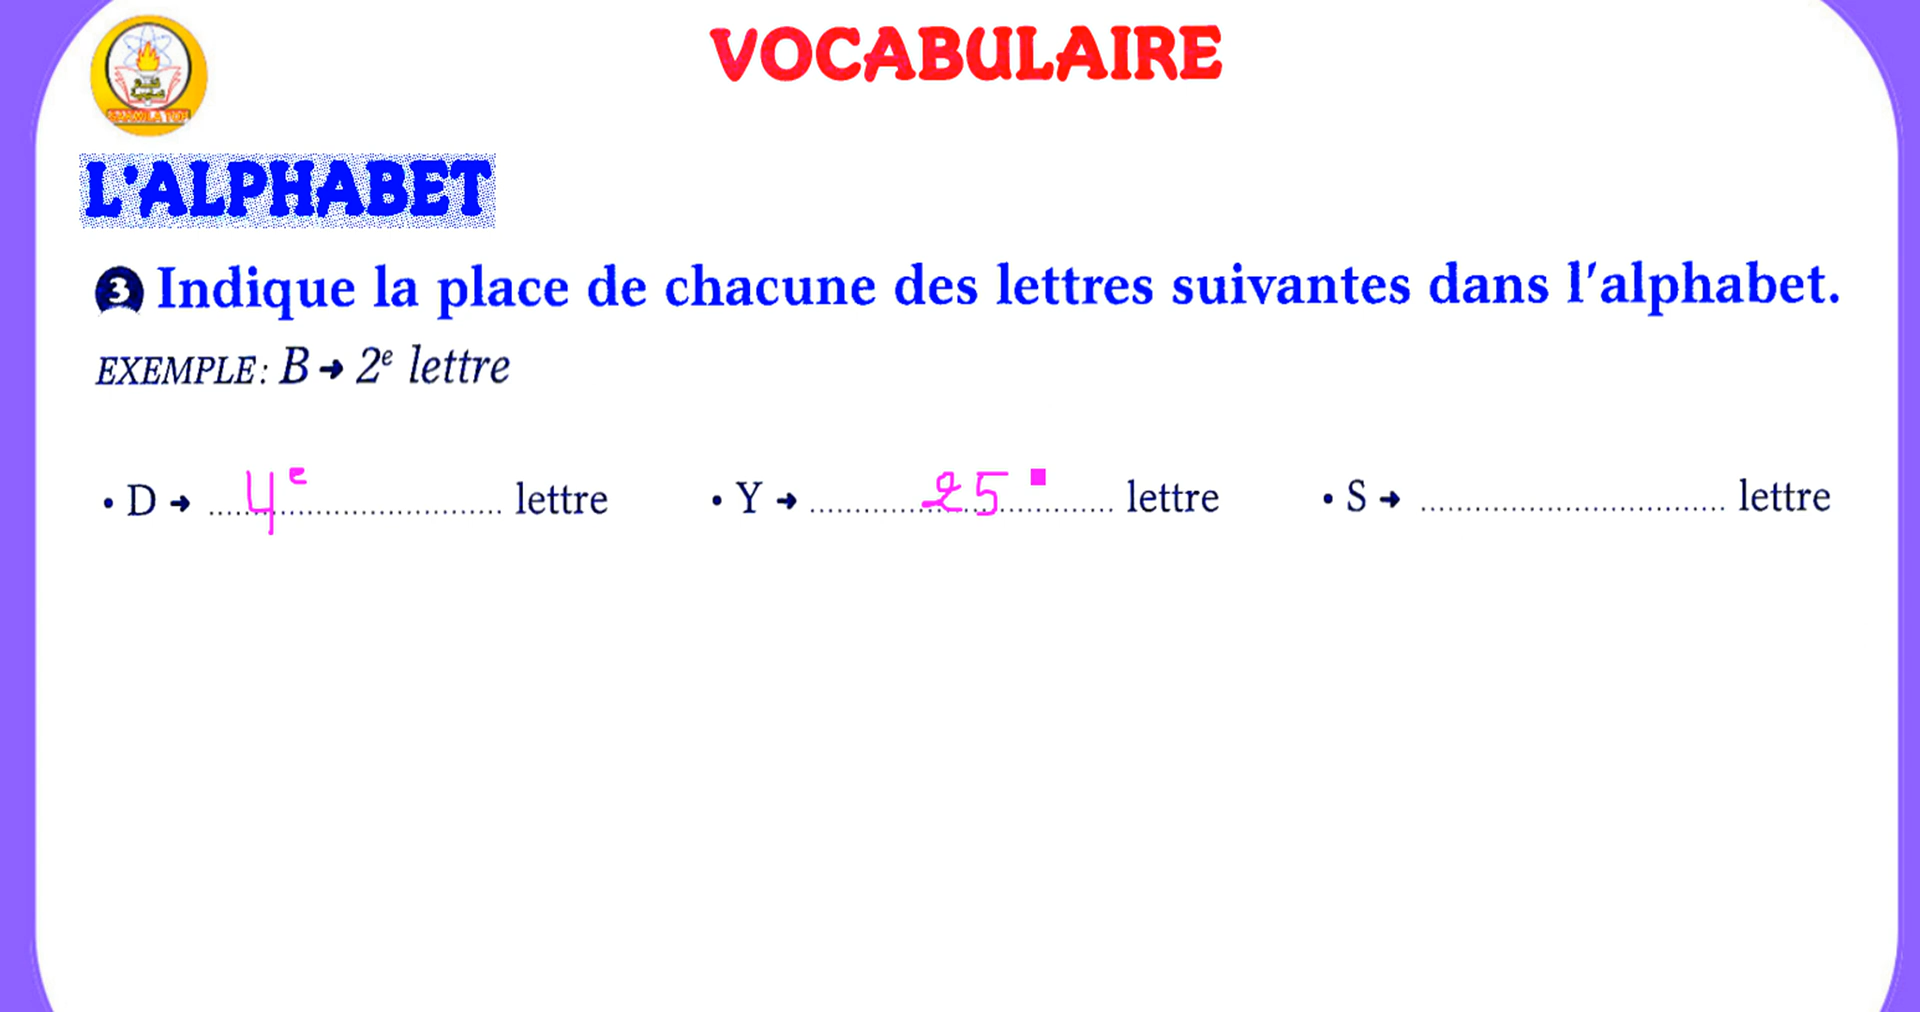 VOCABULAIRE
L'ALPHABET
3 Indique la place de chacune des lettres suivantes dans l'alphabet.
EXEMPLE : B → 2e lettre
• D → 4e lettre • Y → 25 lettre • S → lettre